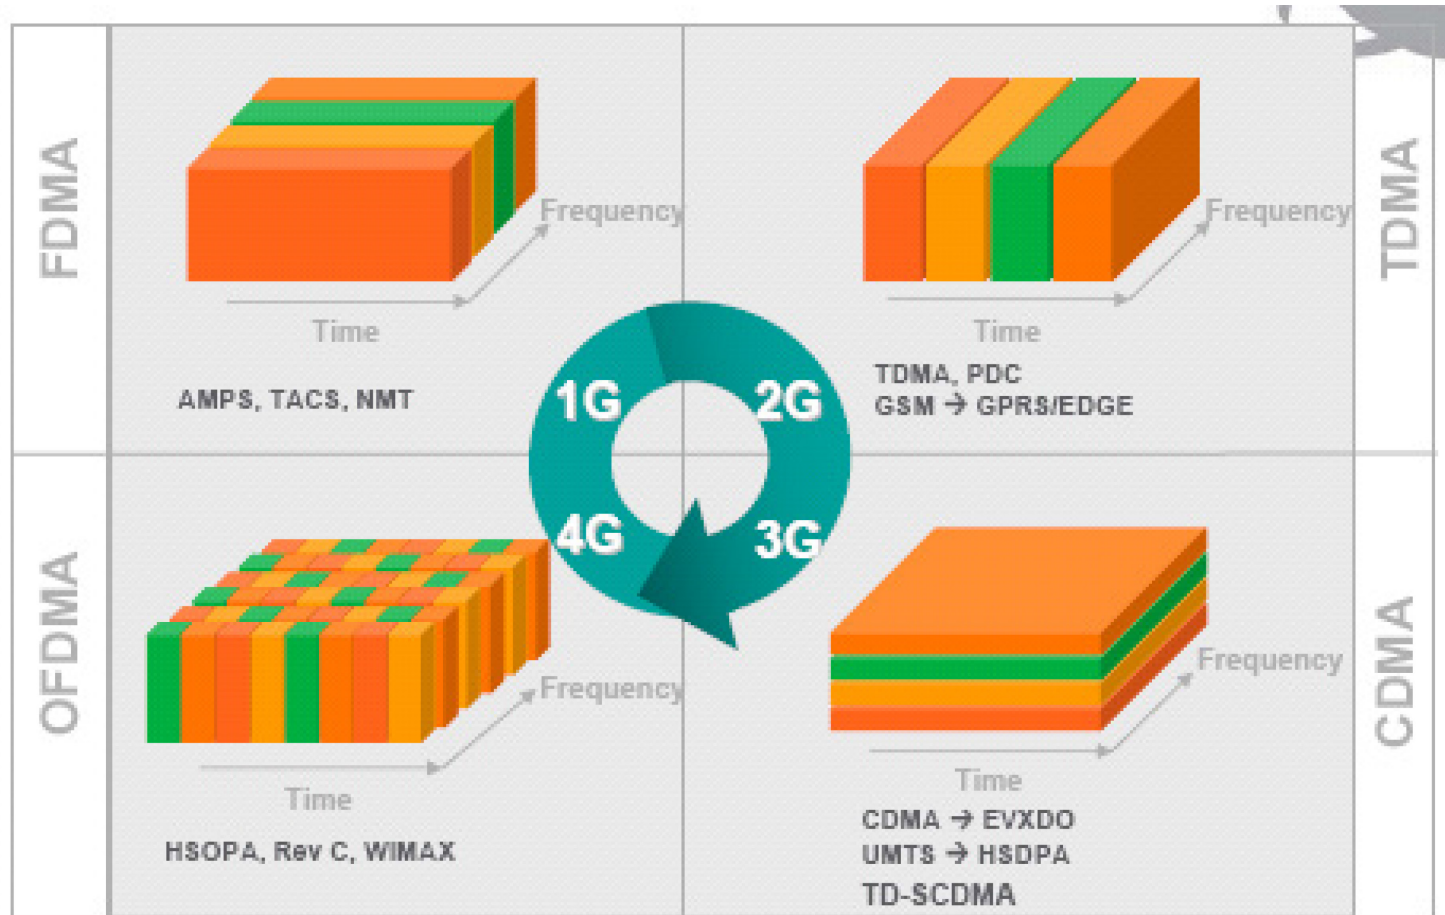 FDMA
Frequency
Time
AMPS, TACS, NMT
TDMA
Frequency
Time
TDMA, PDC
GSM → GPRS/EDGE
1G
2G
4G
3G
OFDMA
Frequency
Time
HSOPA, Rev C, WIMAX
CDMA
Frequency
Time
CDMA → EVXDO
UMTS → HSDPA
TD-SCDMA